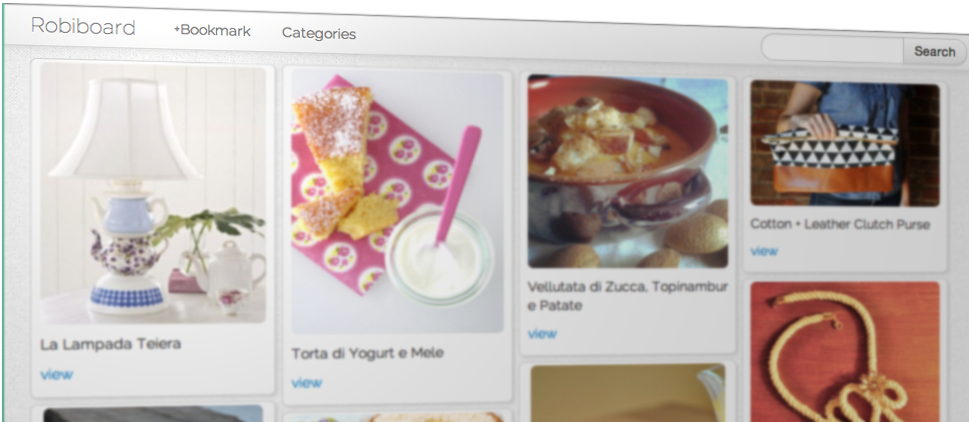 Robiboard
+Bookmark
Categories
Search
La Lampada Teiera
view
Torta di Yogurt e Mele
view
Vellutata di Zucca, Topinambur
e Patate
view
Cotton + Leather Clutch Purse
view